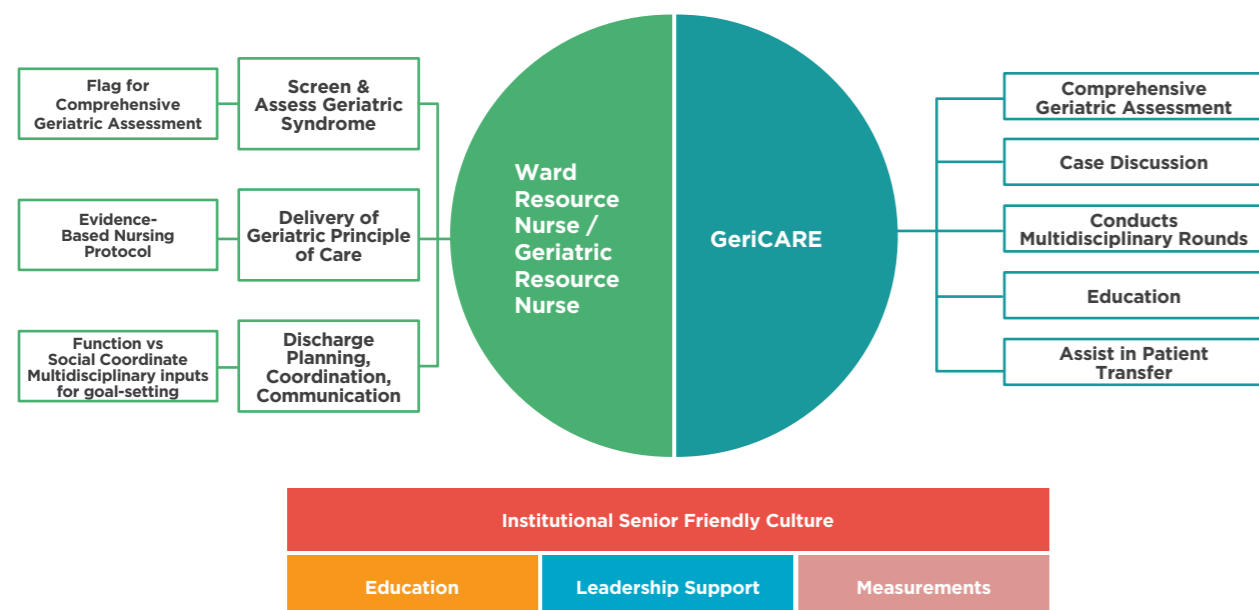 Flag for
Comprehensive
Geriatric Assessment
Screen &
Assess Geriatric
Syndrome
Evidence-
Based Nursing
Protocol
Delivery of
Geriatric Principle
of Care
Function vs
Social Coordinate
Multidisciplinary inputs
for goal-setting
Discharge
Planning,
Coordination,
Communication
Ward
Resource
Nurse /
Geriatric
Resource
Nurse
GeriCARE
Comprehensive
Geriatric Assessment
Case Discussion
Conducts
Multidisciplinary Rounds
Education
Assist in Patient
Transfer
Institutional Senior Friendly Culture
Education
Leadership Support
Measurements